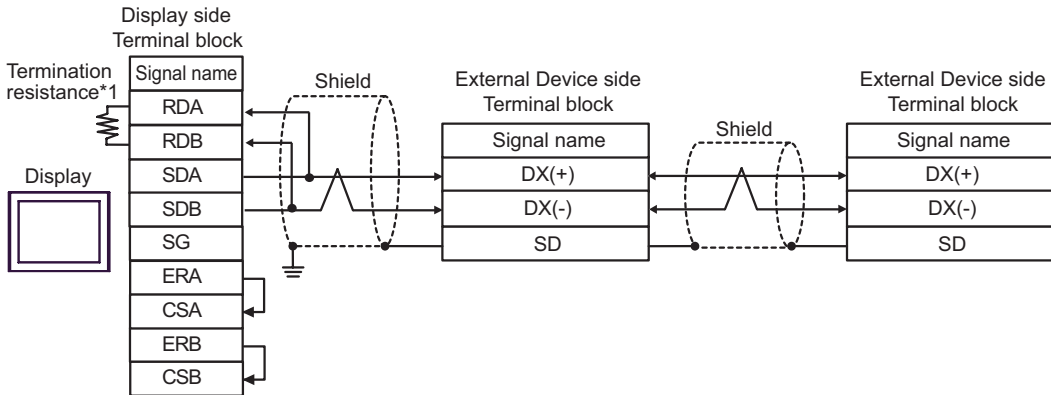 Display side
Terminal block
Termination
resistance*1
Display
Signal name
RDA
RDB
SDA
SDB
SG
ERA
CSA
ERB
CSB
Shield
External Device side
Terminal block
Signal name
DX(+)
DX(-)
SD
Shield
External Device side
Terminal block
Signal name
DX(+)
DX(-)
SD